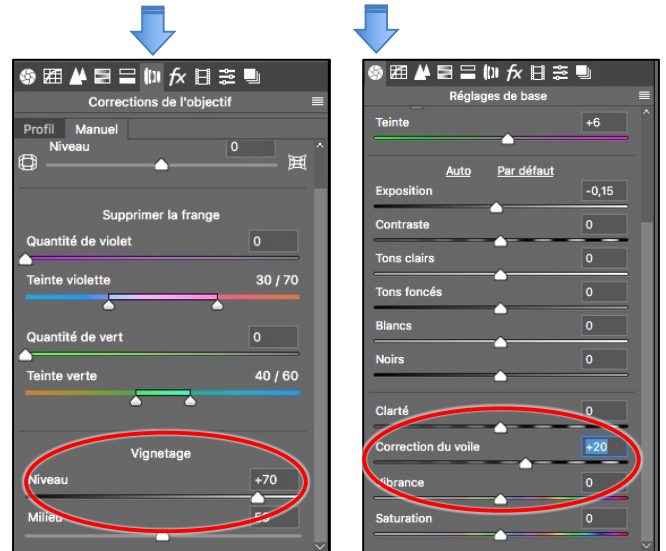 fx
Corrections de l'objectif
Profil Manuel
Niveau 0
Supprimer la frange
Quantité de violet 0
Teinte violette 30 / 70
Quantité de vert 0
Teinte verte 40 / 60
Vignetage
Niveau +70
Milieu 50
fx
Réglages de base
Teinte +6
Auto Par défaut
Exposition -0,15
Contraste 0
Tons clairs 0
Tons foncés 0
Blancs 0
Noirs 0
Clarté 0
Correction du voile +20
Vibrance 0
Saturation 0